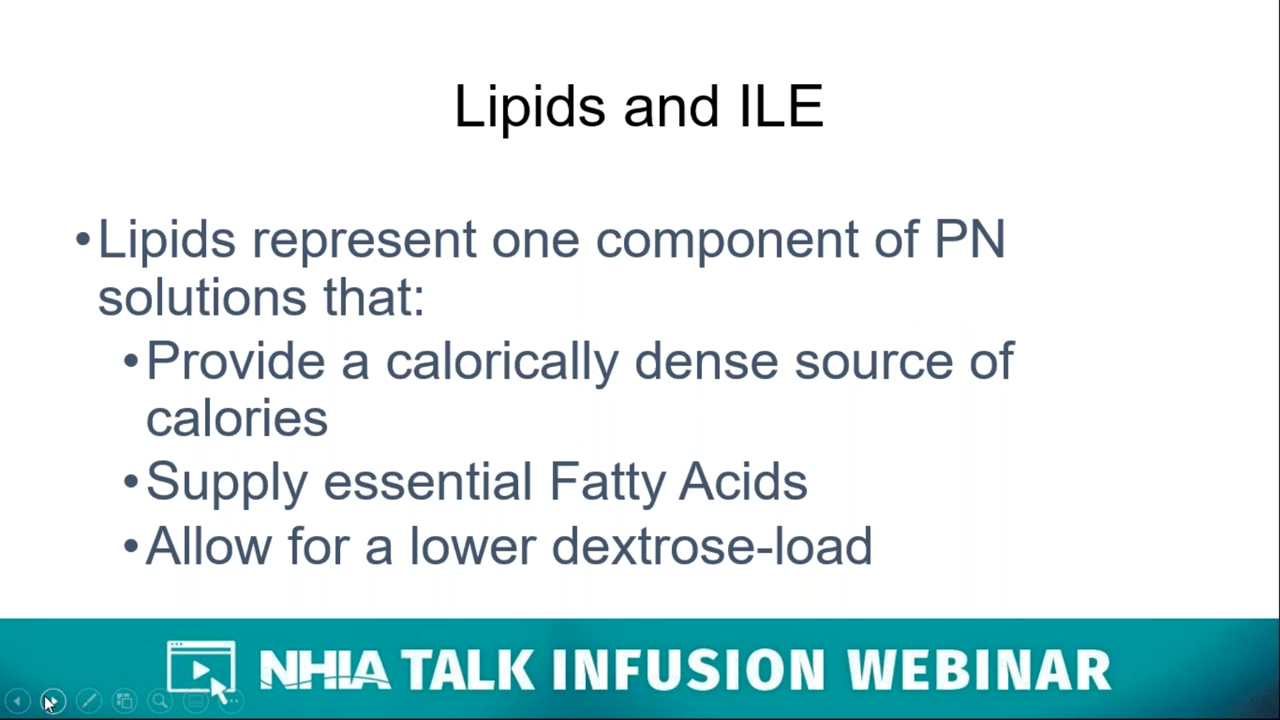 Lipids and ILE
•Lipids represent one component of PN
solutions that:
•Provide a calorically dense source of
calories
•Supply essential Fatty Acids
•Allow for a lower dextrose-load
NHIA TALK INFUSION WEBINAR